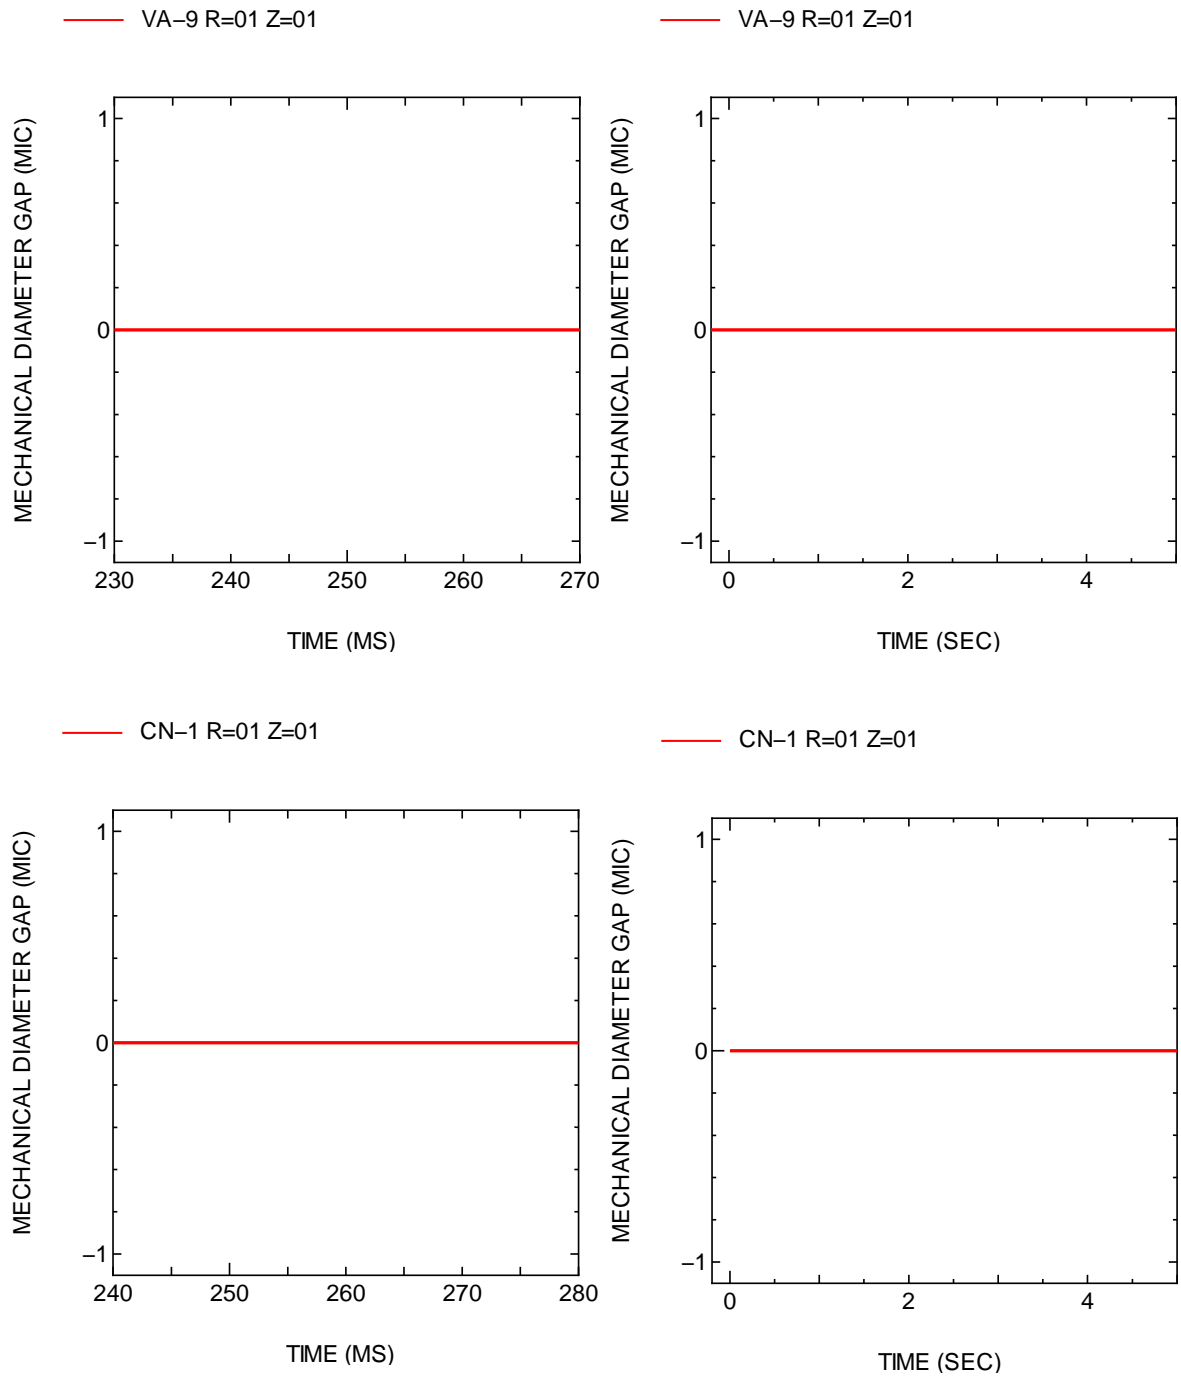 VA−9 R=01 Z=01
MECHANICAL DIAMETER GAP (MIC)
1
0
−1
230 240 250 260 270
TIME (MS)
VA−9 R=01 Z=01
MECHANICAL DIAMETER GAP (MIC)
1
0
−1
0 2 4
TIME (SEC)
CN−1 R=01 Z=01
MECHANICAL DIAMETER GAP (MIC)
1
0
−1
240 250 260 270 280
TIME (MS)
CN−1 R=01 Z=01
MECHANICAL DIAMETER GAP (MIC)
1
0
−1
0 2 4
TIME (SEC)